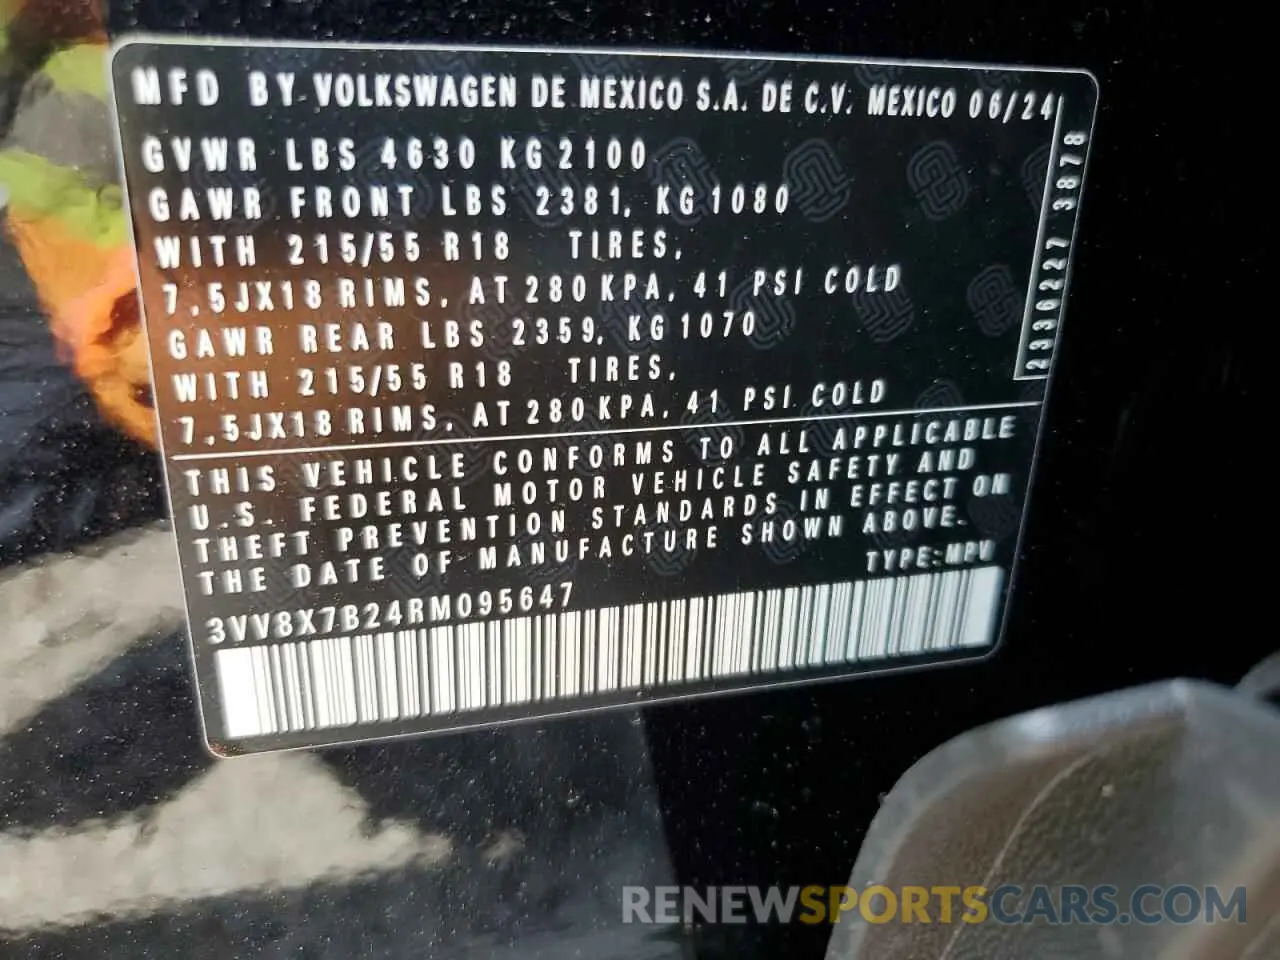 MFD BY VOLKSWAGEN DE MEXICO S.A. DE C.V. MEXICO 06/24
GVWR LBS 4630 KG 2100
GAWR FRONT LBS 2381, KG 1080
WITH 215/55 R18 TIRES,
7,5JX18 RIMS, AT 280 KPA, 41 PSI COLD
GAWR REAR LBS 2359, KG 1070
WITH 215/55 R18 TIRES,
7,5JX18 RIMS, AT 280 KPA, 41 PSI COLD
2336227 3878
THIS VEHICLE CONFORMS TO ALL APPLICABLE
U.S. FEDERAL MOTOR VEHICLE SAFETY AND
THEFT PREVENTION STANDARDS IN EFFECT ON
THE DATE OF MANUFACTURE SHOWN ABOVE.
TYPE:MPV
3VV8X7B24RM095647
RENEWSPORTSCARS.COM